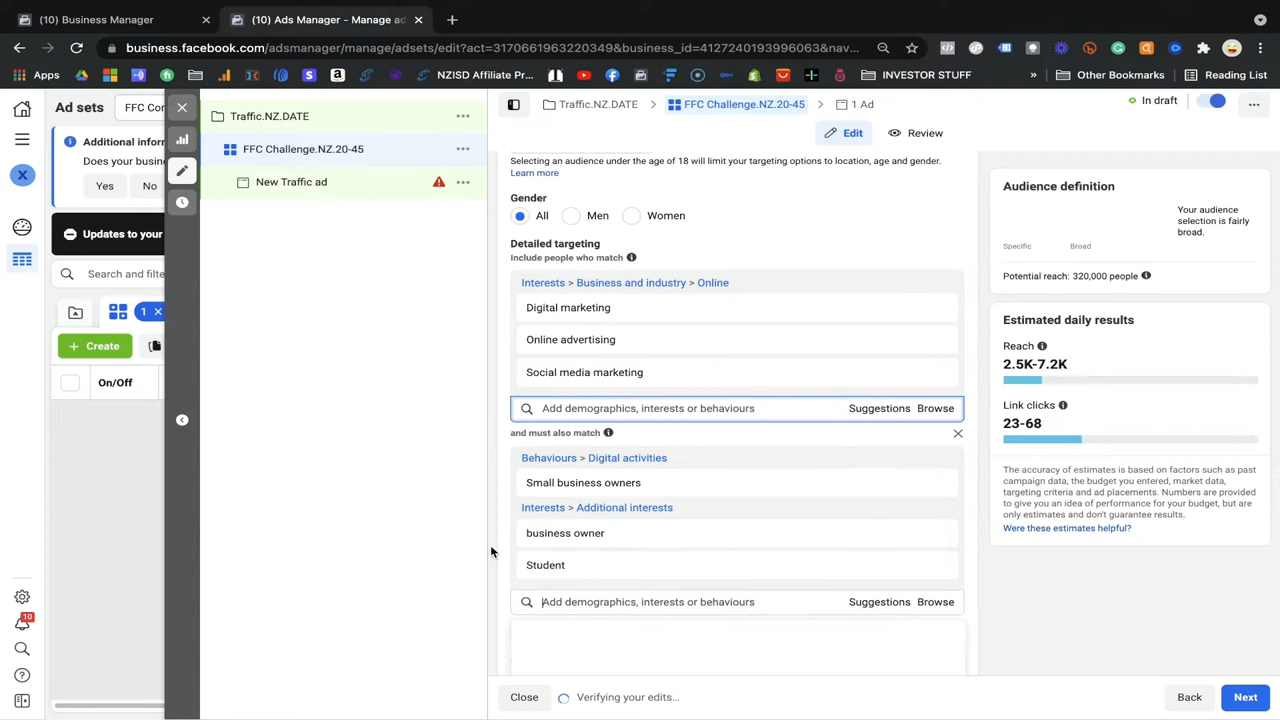 (10) Business Manager
(10) Ads Manager - Manage ad
business.facebook.com/adsmanager/manage/adsets/edit?act=3170661963220349&business_id=4127240193996063&nav...
Apps
NZISD Affiliate Pr...
INVESTOR STUFF
»
Other Bookmarks
Reading List
Ad sets
FFC Con
Additional inforr
Does your busine
Yes
No
Updates to your
Search and filte
1
Create
On/Off
X
10
Traffic.NZ.DATE
FFC Challenge.NZ.20-45
New Traffic ad
Traffic.NZ.DATE
FFC Challenge.NZ.20-45
1 Ad
In draft
Edit
Review
Selecting an audience under the age of 18 will limit your targeting options to location, age and gender.
Learn more
Gender
All
Men
Women
Detailed targeting
Include people who match
Interests > Business and industry > Online
Digital marketing
Online advertising
Social media marketing
Add demographics, interests or behaviours
Suggestions
Browse
and must also match
Behaviours > Digital activities
Small business owners
Interests > Additional interests
business owner
Student
Add demographics, interests or behaviours
Suggestions
Browse
Close
Verifying your edits...
Back
Next
Audience definition
Your audience
selection is fairly
broad.
Specific
Broad
Potential reach: 320,000 people
Estimated daily results
Reach
2.5K-7.2K
Link clicks
23-68
The accuracy of estimates is based on factors such as past
campaign data, the budget you entered, market data,
targeting criteria and ad placements. Numbers are provided
to give you an idea of performance for your budget, but are
only estimates and don't guarantee results.
Were these estimates helpful?